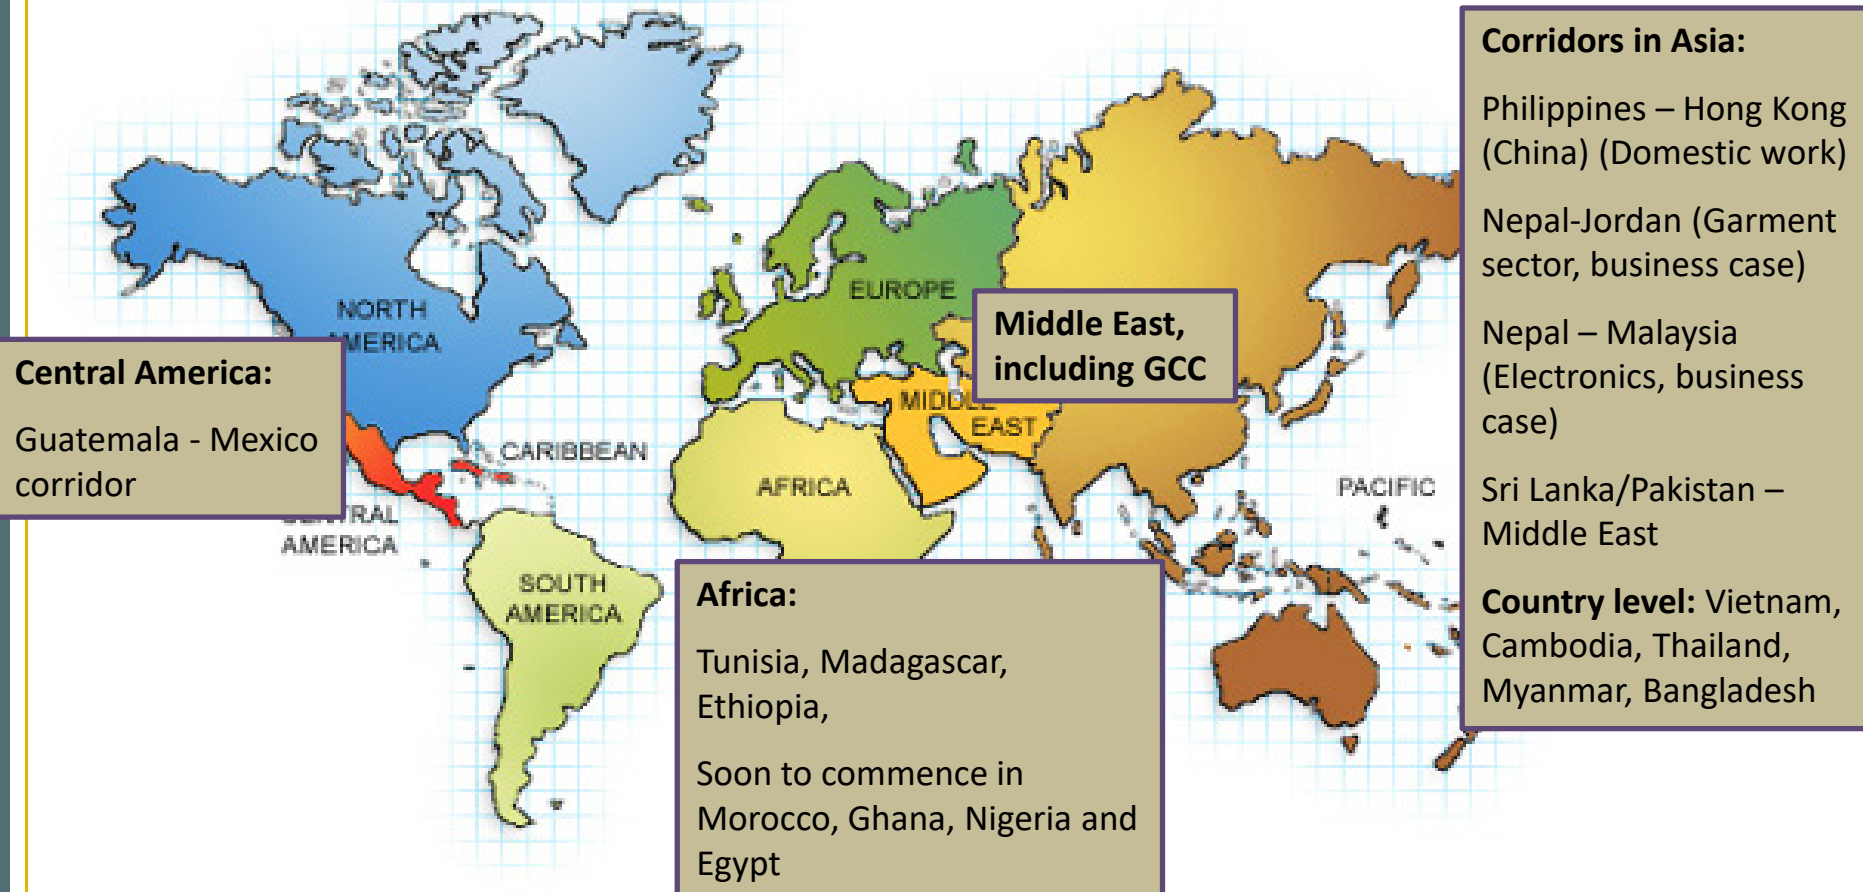 Corridors in Asia:
Philippines – Hong Kong
(China) (Domestic work)
Nepal-Jordan (Garment
sector, business case)
Nepal – Malaysia
(Electronics, business
case)
Sri Lanka/Pakistan –
Middle East
Country level: Vietnam,
Cambodia, Thailand,
Myanmar, Bangladesh
EUROPE
NORTH
AMERICA
Middle East,
including GCC
Central America:
Guatemala - Mexico
corridor
MIDDLE
EAST
CARIBBEAN
AFRICA
PACIFIC
CENTRAL
AMERICA
SOUTH
AMERICA
Africa:
Tunisia, Madagascar,
Ethiopia,
Soon to commence in
Morocco, Ghana, Nigeria and
Egypt